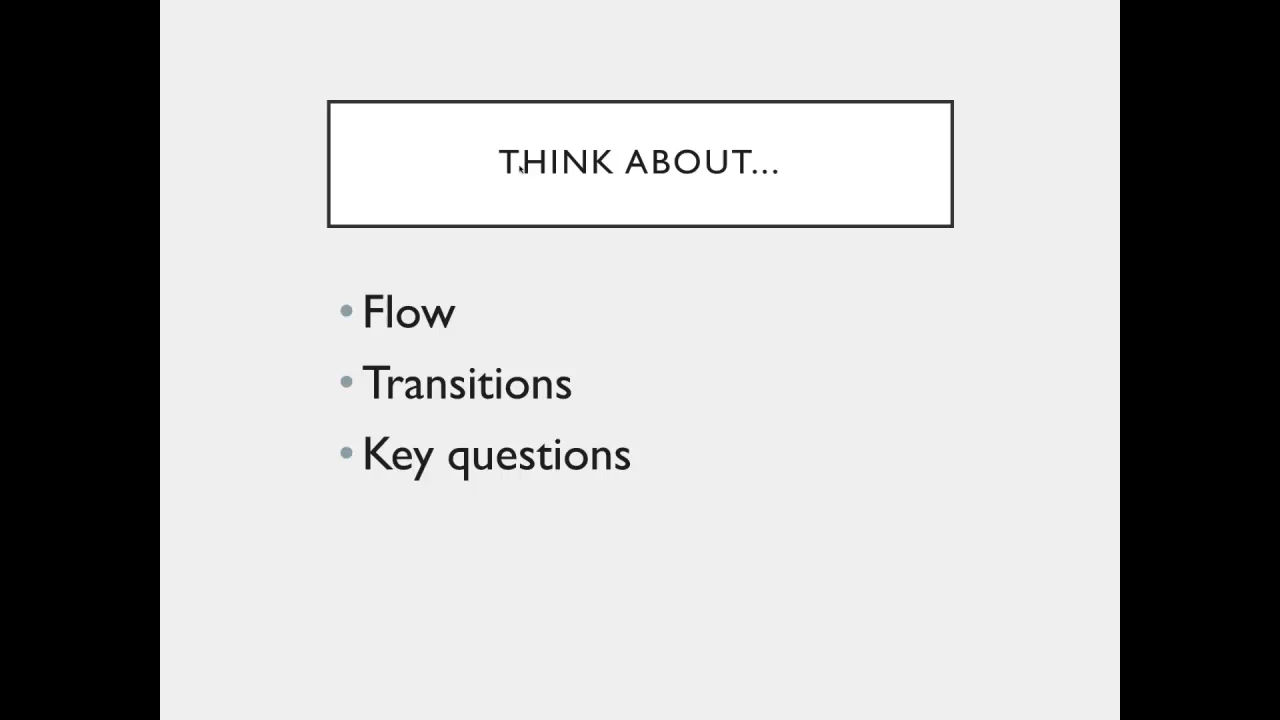 THINK ABOUT...
• Flow
• Transitions
• Key questions